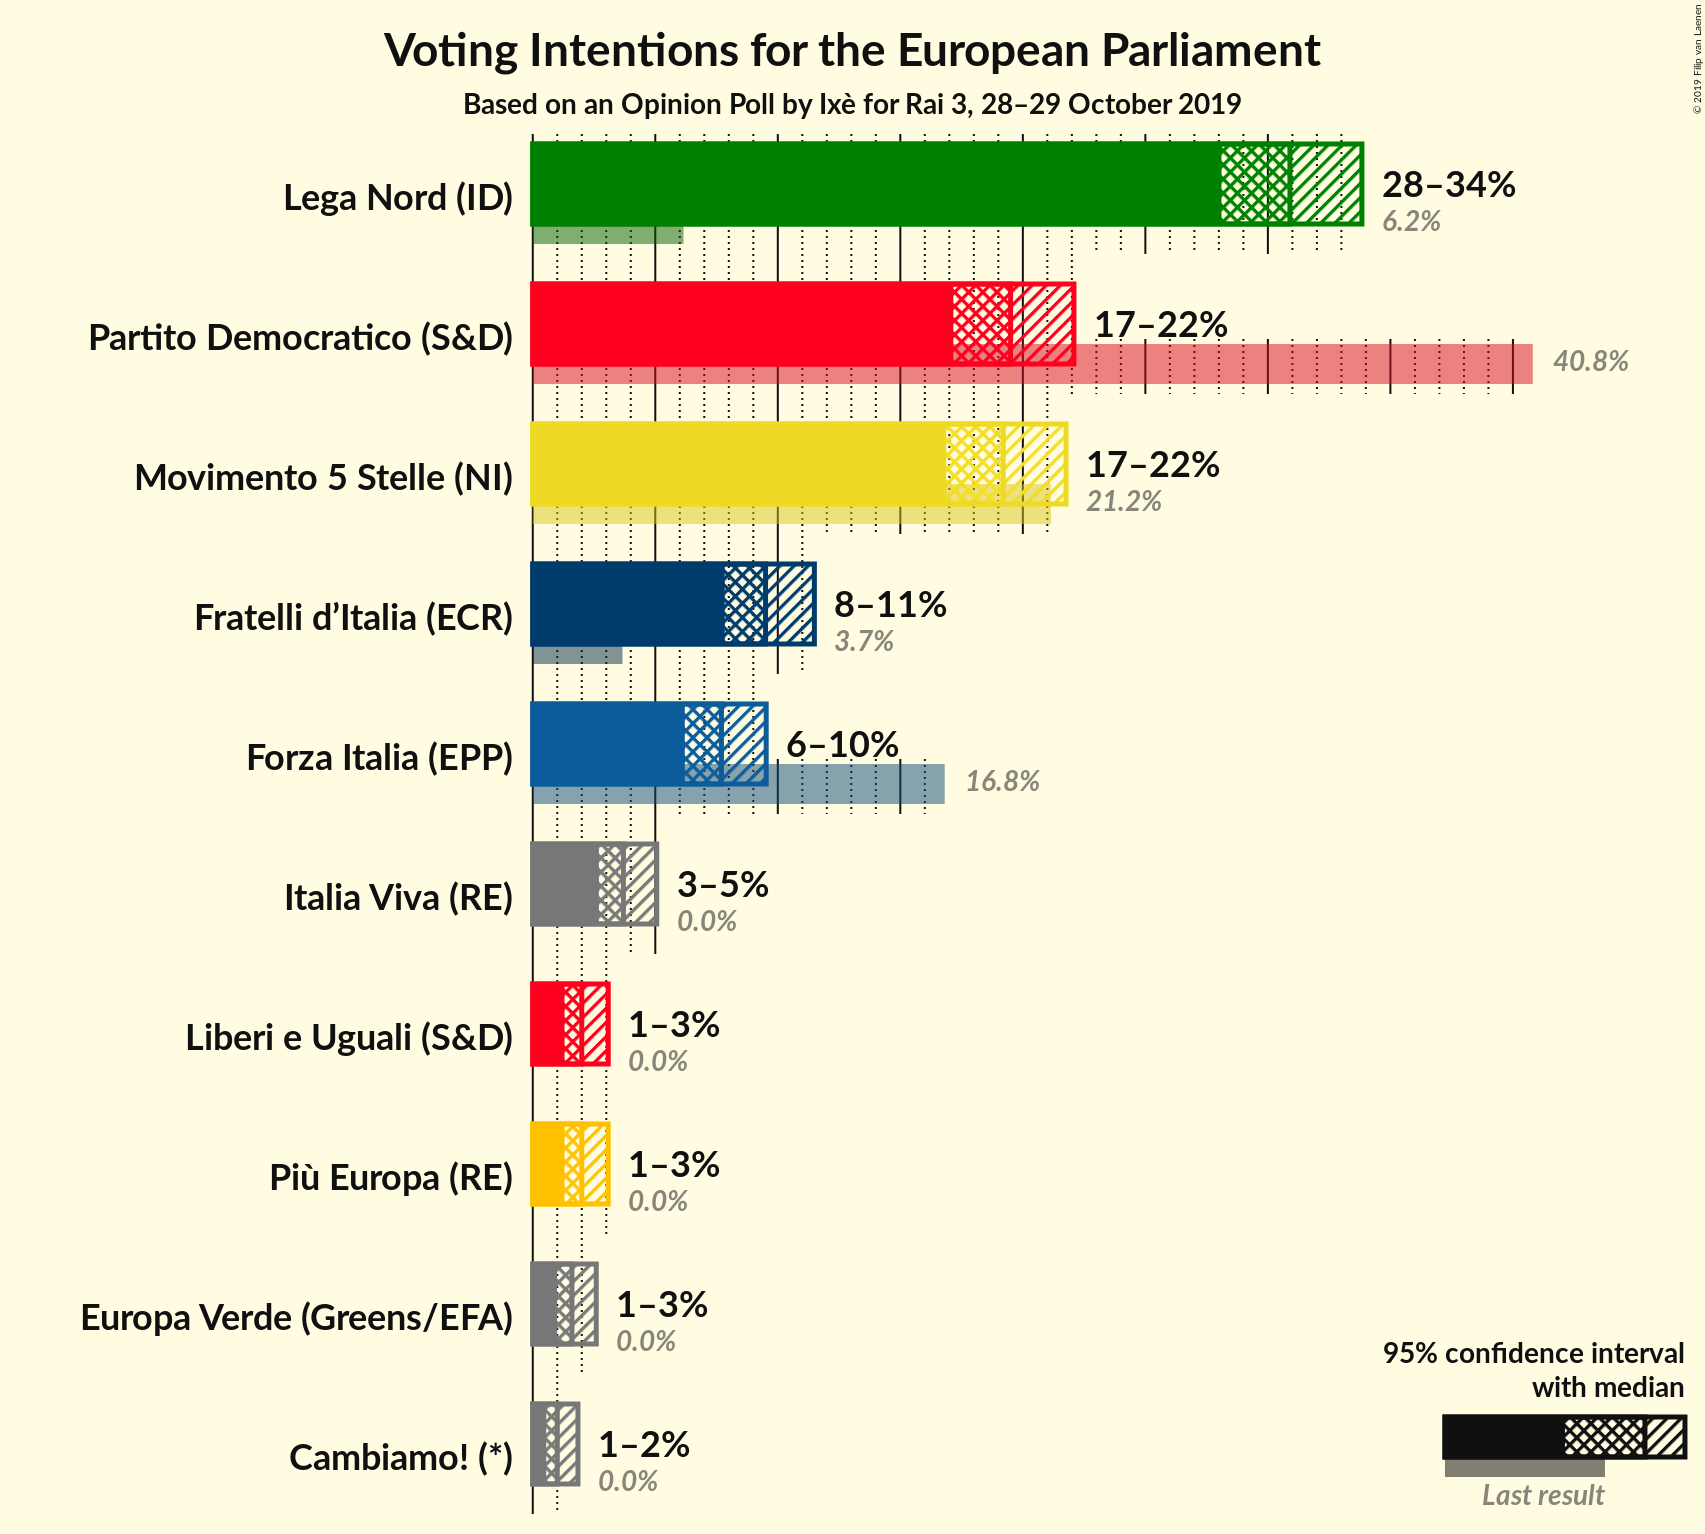 Voting Intentions for the European Parliament
Based on an Opinion Poll by Ixè for Rai 3, 28–29 October 2019
© 2019 Filip van Laenen
Lega Nord (ID)
28–34%
6.2%
Partito Democratico (S&D)
17–22%
40.8%
Movimento 5 Stelle (NI)
17–22%
21.2%
Fratelli d’Italia (ECR)
8–11%
3.7%
Forza Italia (EPP)
6–10%
16.8%
Italia Viva (RE)
3–5%
0.0%
Liberi e Uguali (S&D)
1–3%
0.0%
Più Europa (RE)
1–3%
0.0%
Europa Verde (Greens/EFA)
1–3%
0.0%
Cambiamo! (*)
1–2%
0.0%
95% confidence interval
with median
Last result